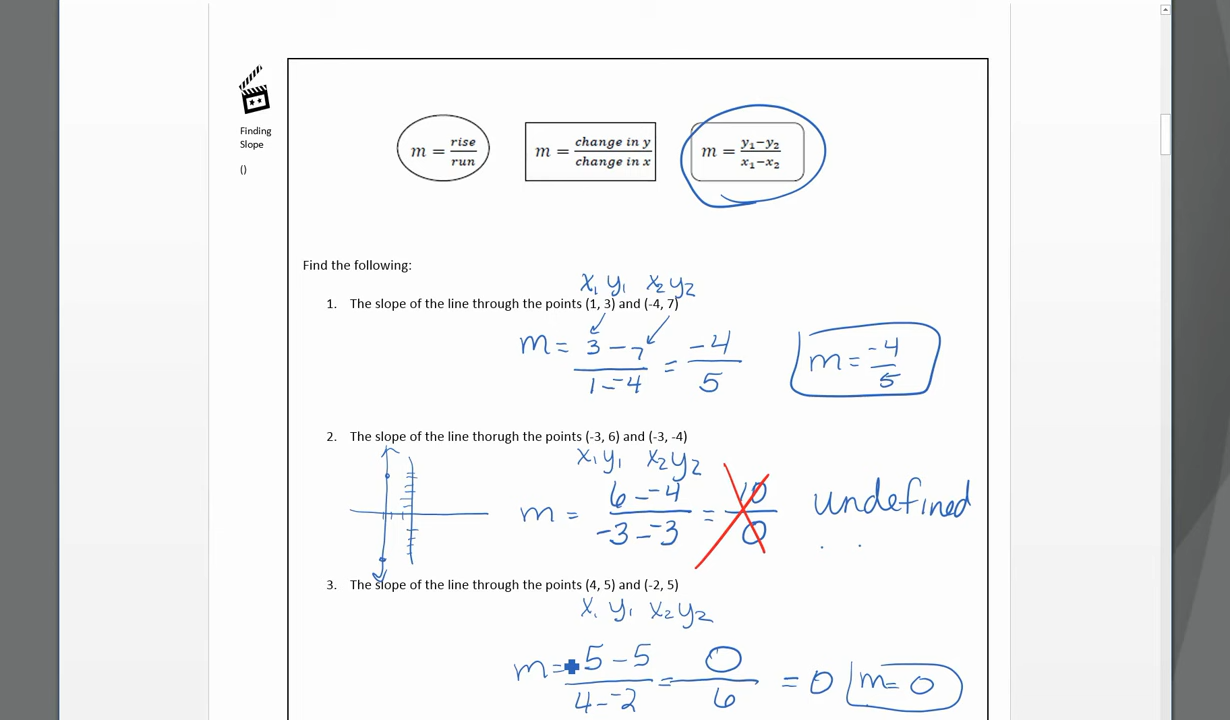 Finding
Slope
()
m = rise/run
m = change in y/change in x
m = y₁−y₂/x₁−x₂
Find the following:
x₁ y₁ x₂ y₂
1. The slope of the line through the points (1, 3) and (-4, 7)
m = 3 − 7/1 − −4 = −4/5
m = −4/5
2. The slope of the line thorugh the points (-3, 6) and (-3, -4)
x₁ y₁ x₂ y₂
m = 6 − −4/−3 − −3 = 10/0 undefined
3. The slope of the line through the points (4, 5) and (-2, 5)
x₁ y₁ x₂ y₂
m = 5 − 5/4 − −2 = 0/6 = 0 m = 0